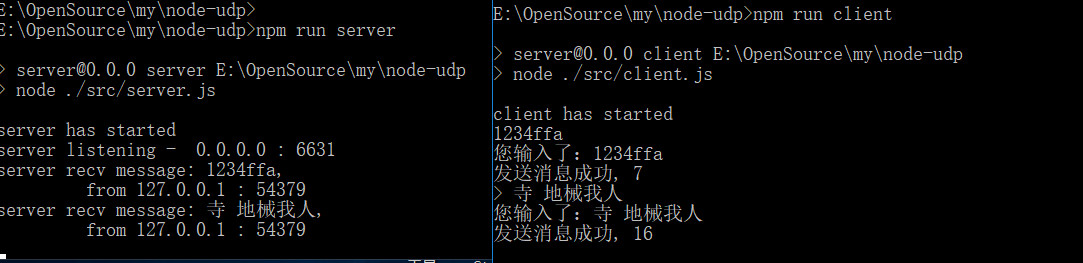 E:\OpenSource\my\node-udp>
E:\OpenSource\my\node-udp>npm run server
> server@0.0.0 server E:\OpenSource\my\node-udp
> node ./src/server.js
server has started
server listening - 0.0.0.0 : 6631
server recv message: 1234ffa,
from 127.0.0.1 : 54379
server recv message: 寺 地械我人,
from 127.0.0.1 : 54379
E:\OpenSource\my\node-udp>npm run client
> server@0.0.0 client E:\OpenSource\my\node-udp
> node ./src/client.js
client has started
1234ffa
您输入了: 1234ffa
发送消息成功, 7
> 寺 地械我人
您输入了: 寺 地械我人
发送消息成功, 16